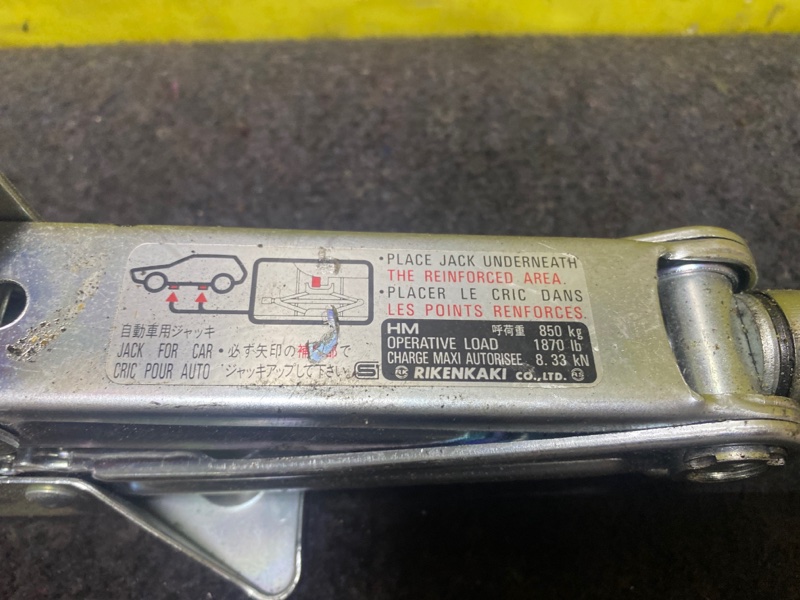 ・PLACE JACK UNDERNEATH
THE REINFORCED AREA.
・PLACER LE CRIC DANS
LES POINTS RENFORCES.
自動車用ジャッキ
JACK FOR CAR
CRIC POUR AUTO
・必ず矢印の補部で
ジャッキアップして下さい。
HM 呼荷重 850 kg
OPERATIVE LOAD 1870 lb
CHARGE MAXI AUTORISEE 8.33 kN
RIKENKAKI CO.,LTD.